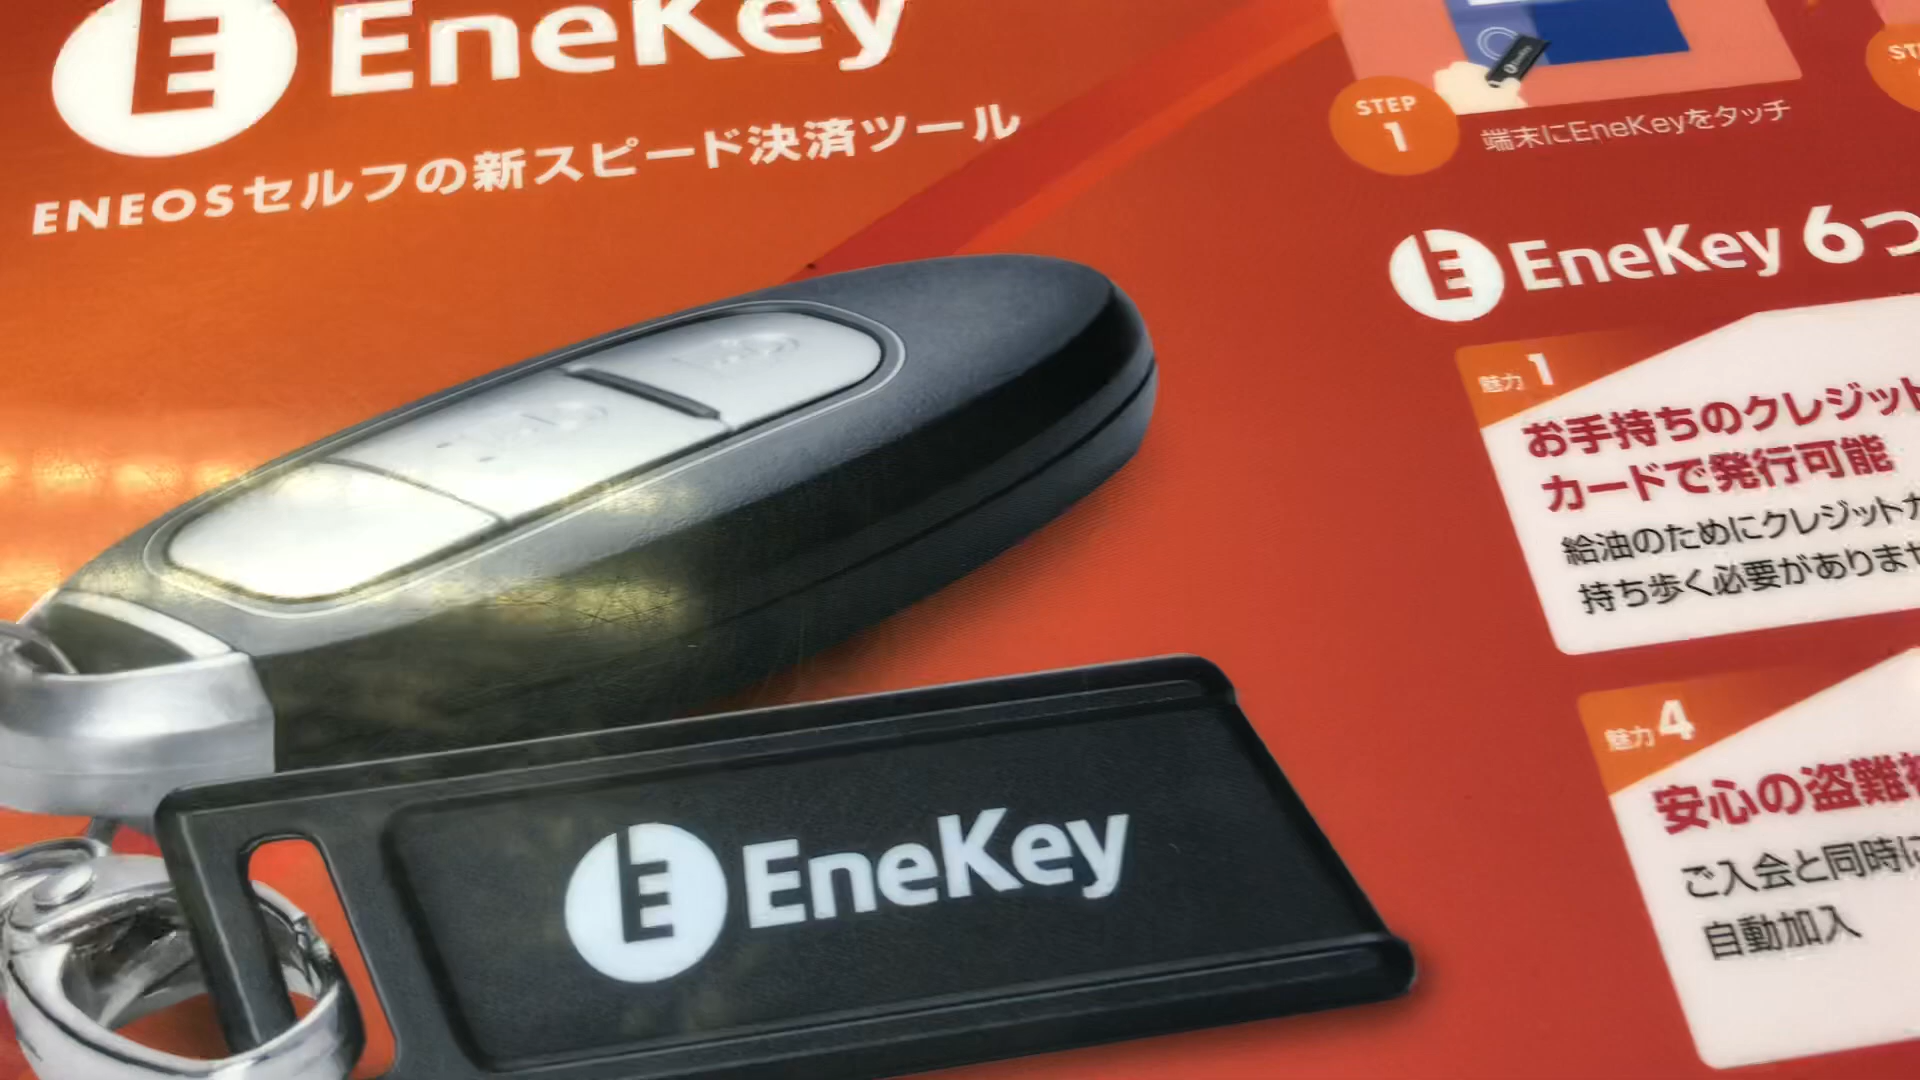 EneKey
ENEOSセルフの新スピード決済ツール
STEP
1
端末にEneKeyをタッチ
EneKey 6つ
魅力1
お手持ちのクレジット
カードで発行可能
給油のためにクレジットカ
持ち歩く必要がありませ
魅力4
安心の盗難補
ご入会と同時に
自動加入
EneKey